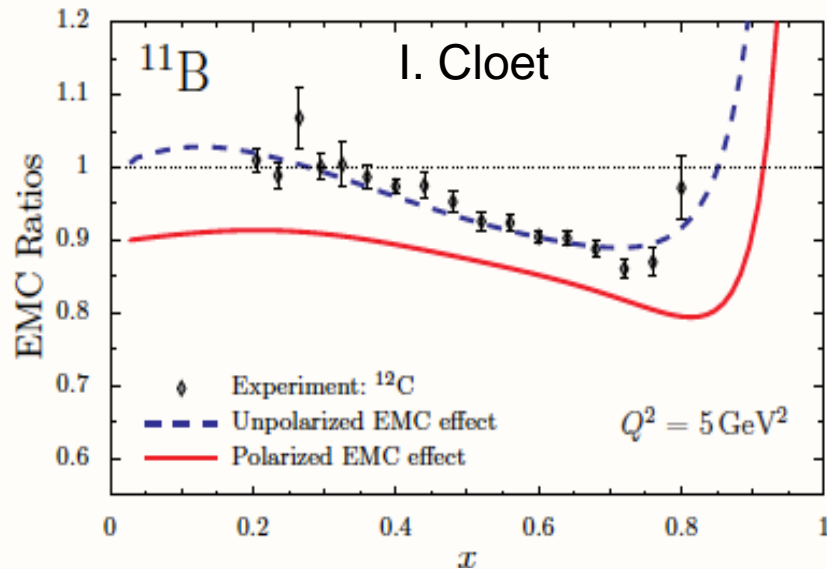 1.2
1.1
1
0.9
0.8
0.7
0.6
EMC Ratios
¹¹B
I. Cloet
Experiment: ¹²C
Unpolarized EMC effect
Polarized EMC effect
Q² = 5 GeV²
0
0.2
0.4
0.6
0.8
1
x